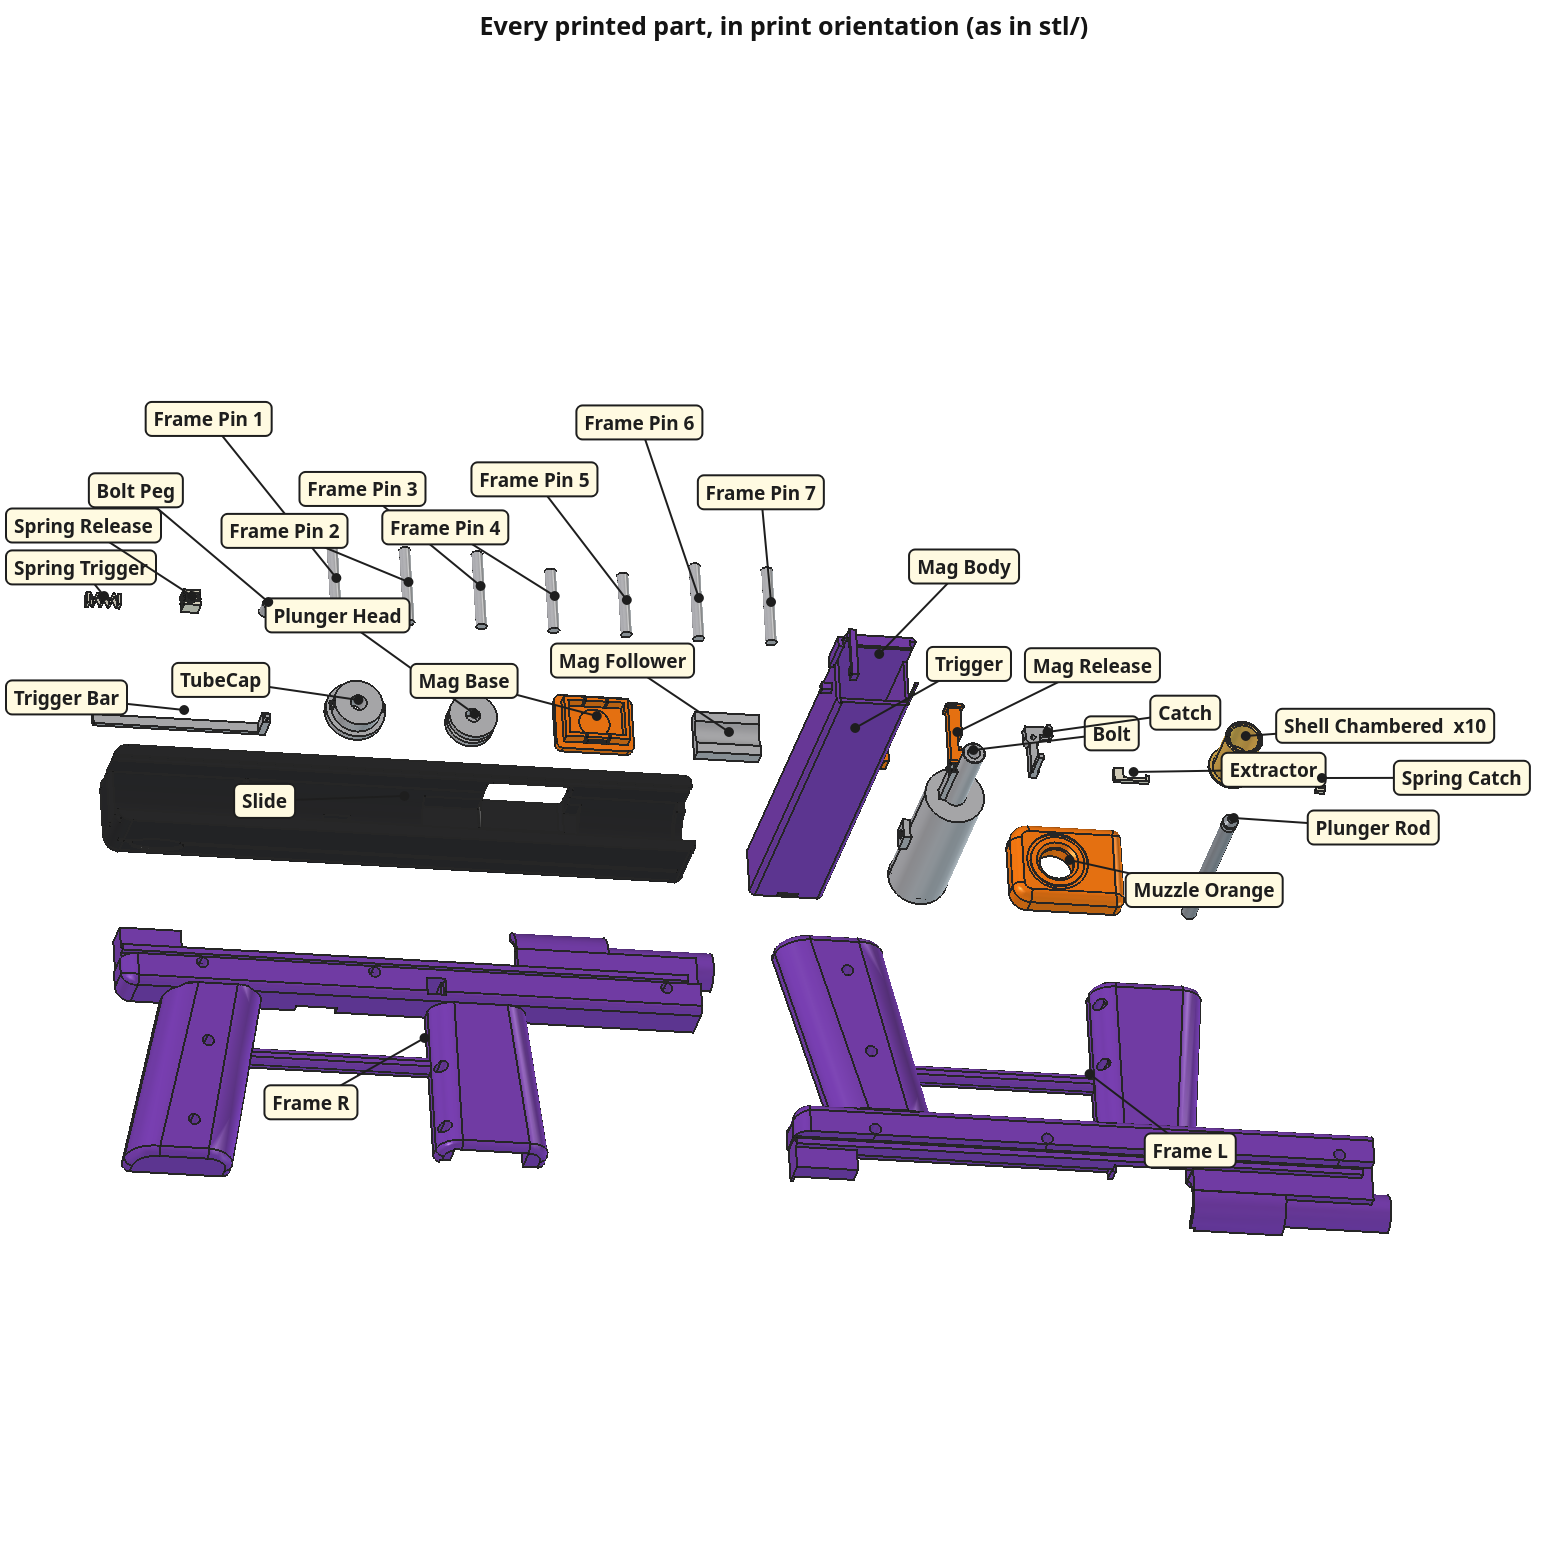 Every printed part, in print orientation (as in stl/)
Frame Pin 1
Frame Pin 6
Frame Pin 5
Frame Pin 3
Bolt Peg
Frame Pin 7
Spring Release
Frame Pin 2
Frame Pin 4
Spring Trigger
Mag Body
Plunger Head
Mag Follower
Trigger
Mag Release
TubeCap
Mag Base
Trigger Bar
Catch
Shell Chambered x10
Bolt
Extractor
Spring Catch
Slide
Plunger Rod
Muzzle Orange
Frame R
Frame L